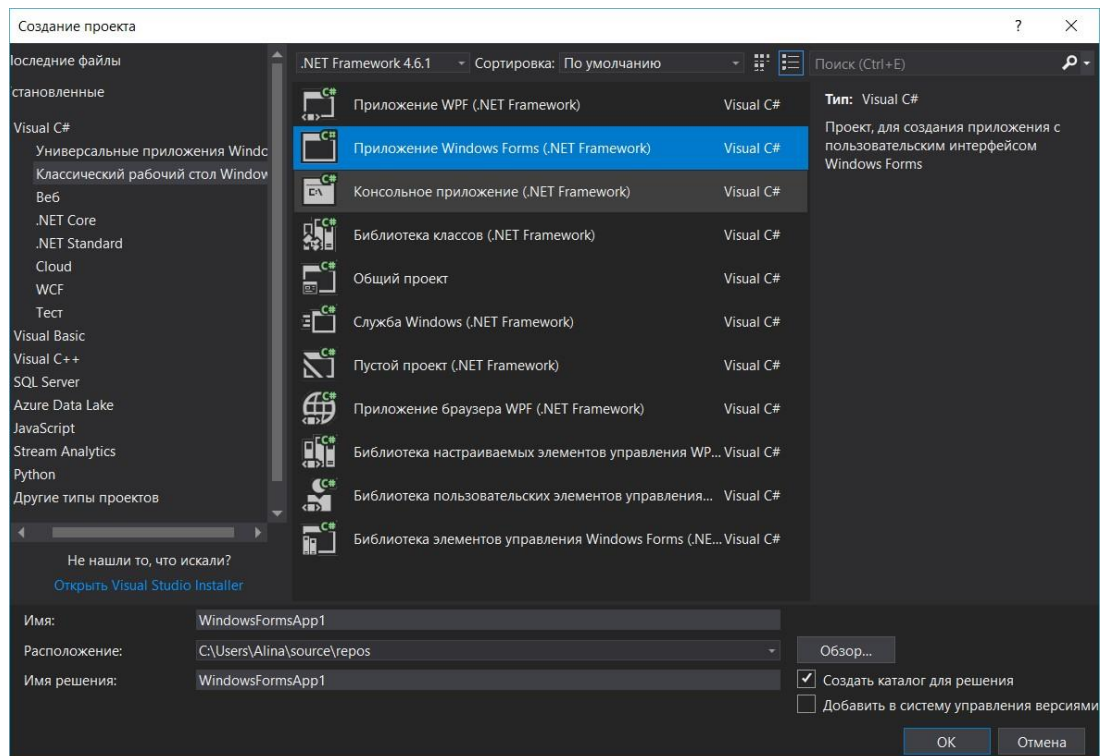 Создание проекта
?
оследние файлы
становленные
Visual C#
Универсальные приложения Windo
Классический рабочий стол Window
Веб
.NET Core
.NET Standard
Cloud
WCF
Тест
Visual Basic
Visual C++
SQL Server
Azure Data Lake
JavaScript
Stream Analytics
Python
Другие типы проектов
Не нашли то, что искали?
Открыть Visual Studio Installer
.NET Framework 4.6.1
Сортировка: По умолчанию
Поиск (Ctrl+E)
Приложение WPF (.NET Framework) Visual C#
Приложение Windows Forms (.NET Framework) Visual C#
Консольное приложение (.NET Framework) Visual C#
Библиотека классов (.NET Framework) Visual C#
Общий проект Visual C#
Служба Windows (.NET Framework) Visual C#
Пустой проект (.NET Framework) Visual C#
Приложение браузера WPF (.NET Framework) Visual C#
Библиотека настраиваемых элементов управления WP... Visual C#
Библиотека пользовательских элементов управления... Visual C#
Библиотека элементов управления Windows Forms (.NE... Visual C#
Тип: Visual C#
Проект, для создания приложения с
пользовательским интерфейсом
Windows Forms
Имя: WindowsFormsApp1
Расположение: C:\Users\Alina\source\repos
Обзор...
Имя решения: WindowsFormsApp1
Создать каталог для решения
Добавить в систему управления версиями
ОК
Отмена